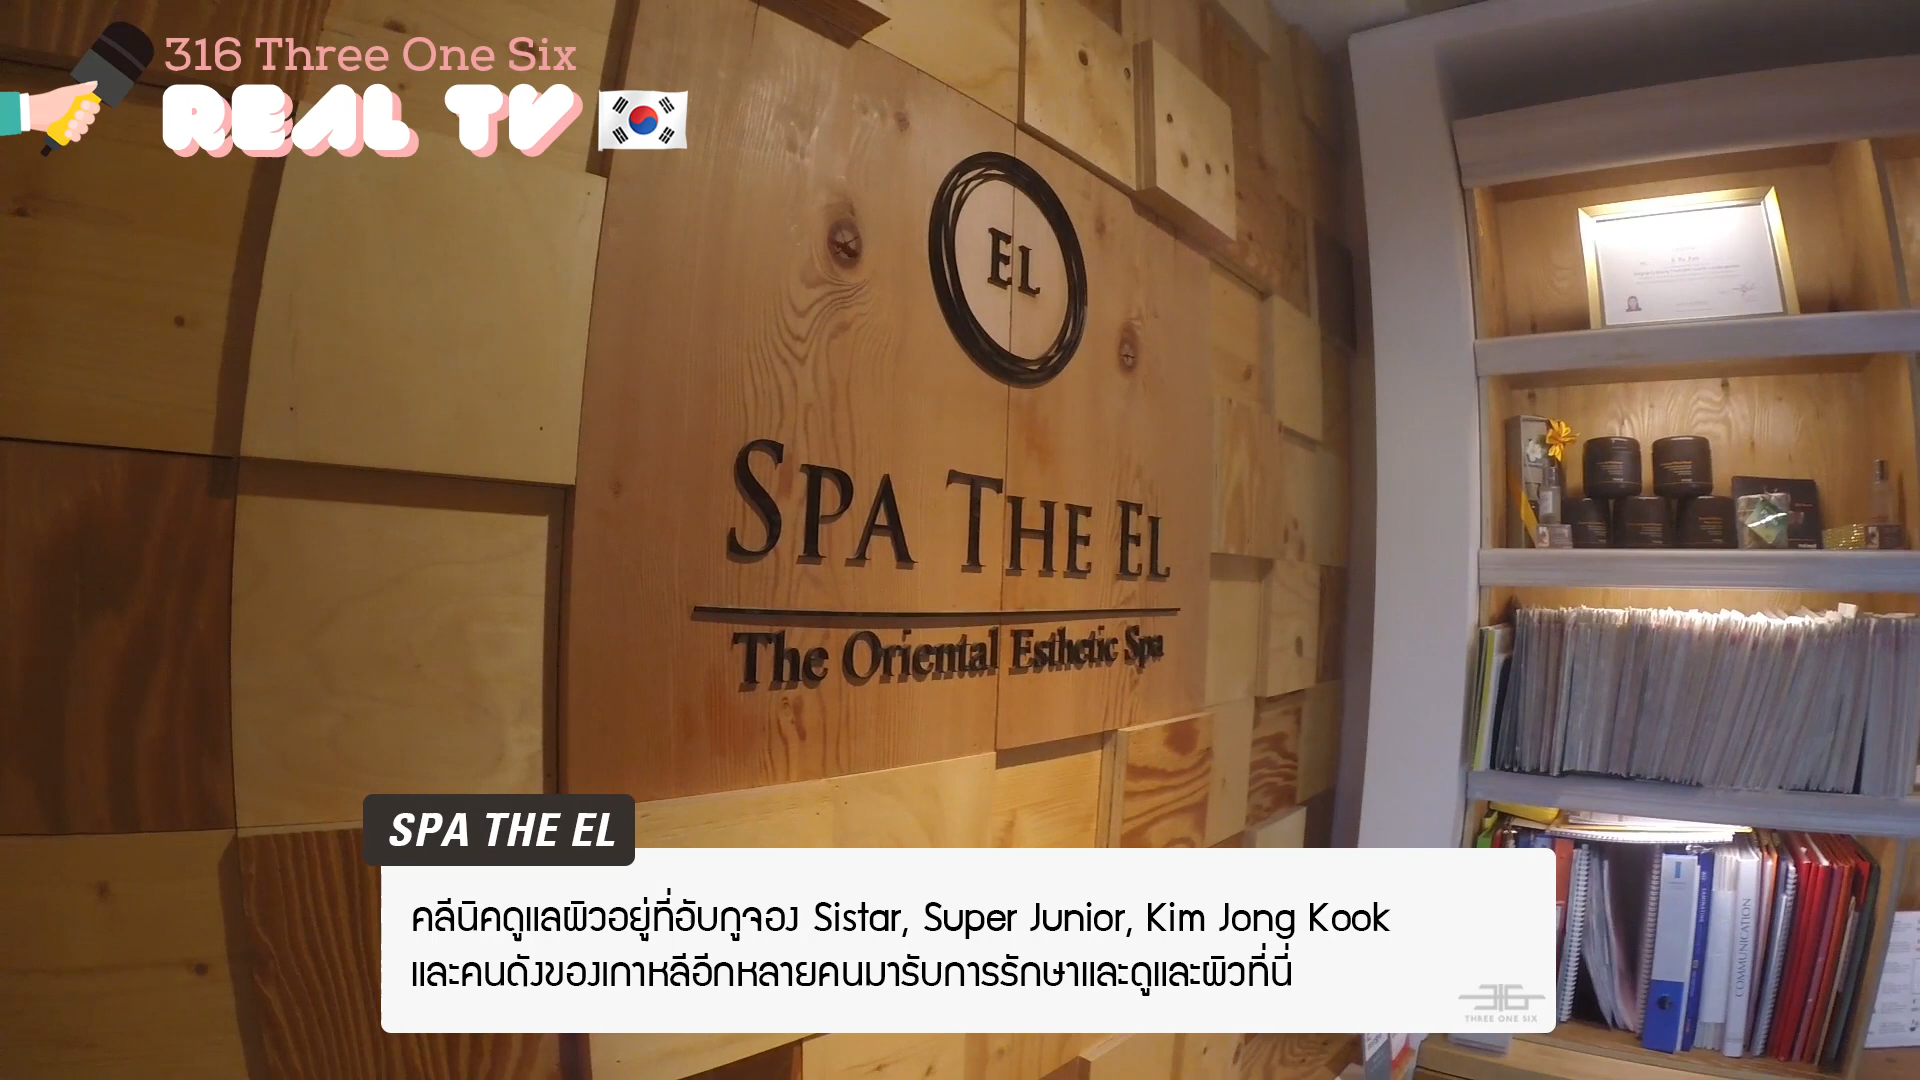 316 Three One Six
REAL TV
EL
SPA THE EL
The Oriental Esthetic Spa
COMMUNICATION
SPA THE EL
คลีนิคดูแลผิวอยู่ที่อับกูจอง Sistar, Super Junior, Kim Jong Kook
และคนดังของเกาหลีอีกหลายคนมารับการรักษาและดูและผิวที่นี่
316
THREE ONE SIX